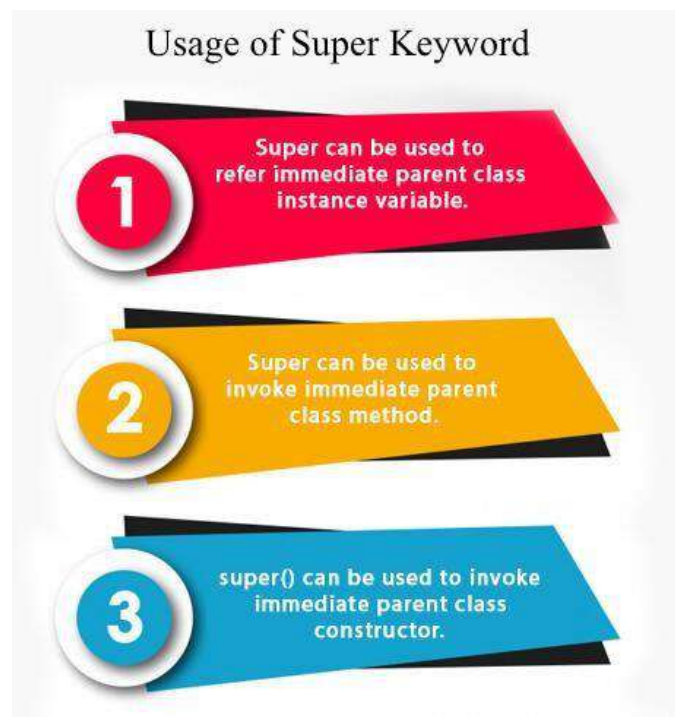 Usage of Super Keyword
1
Super can be used to
refer immediate parent class
instance variable.
2
Super can be used to
invoke immediate parent
class method.
3
super() can be used to invoke
immediate parent class
constructor.